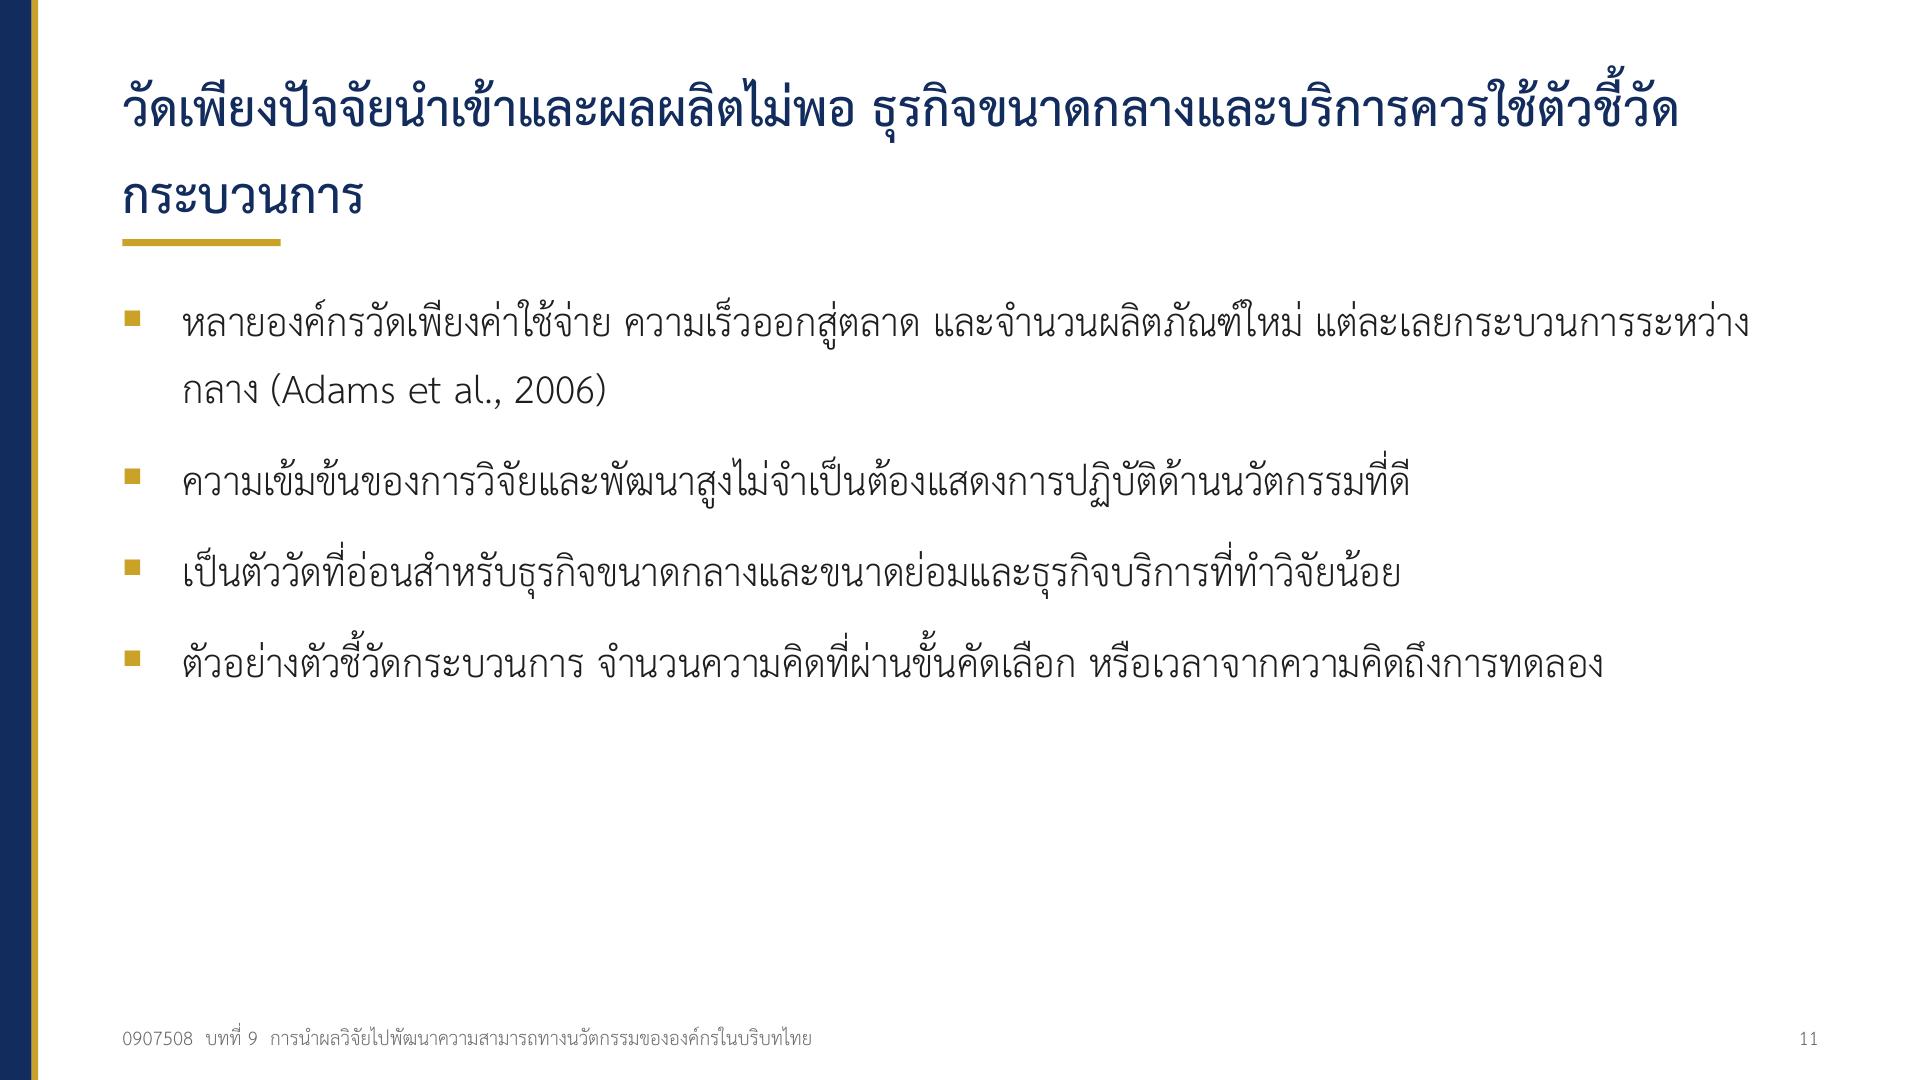 วัดเพียงปัจจัยนำเข้าและผลผลิตไม่พอ ธุรกิจขนาดกลางและบริการควรใช้ตัวชี้วัด
กระบวนการ
หลายองค์กรวัดเพียงค่าใช้จ่าย ความเร็วออกสู่ตลาด และจำนวนผลิตภัณฑ์ใหม่ แต่ละเลยกระบวนการระหว่าง
กลาง (Adams et al., 2006)
ความเข้มข้นของการวิจัยและพัฒนาสูงไม่จำเป็นต้องแสดงการปฏิบัติด้านนวัตกรรมที่ดี
เป็นตัววัดที่อ่อนสำหรับธุรกิจขนาดกลางและขนาดย่อมและธุรกิจบริการที่ทำวิจัยน้อย
ตัวอย่างตัวชี้วัดกระบวนการ จำนวนความคิดที่ผ่านขั้นคัดเลือก หรือเวลาจากความคิดถึงการทดลอง
0907508 บทที่ 9 การนำผลวิจัยไปพัฒนาความสามารถทางนวัตกรรมขององค์กรในบริบทไทย
11